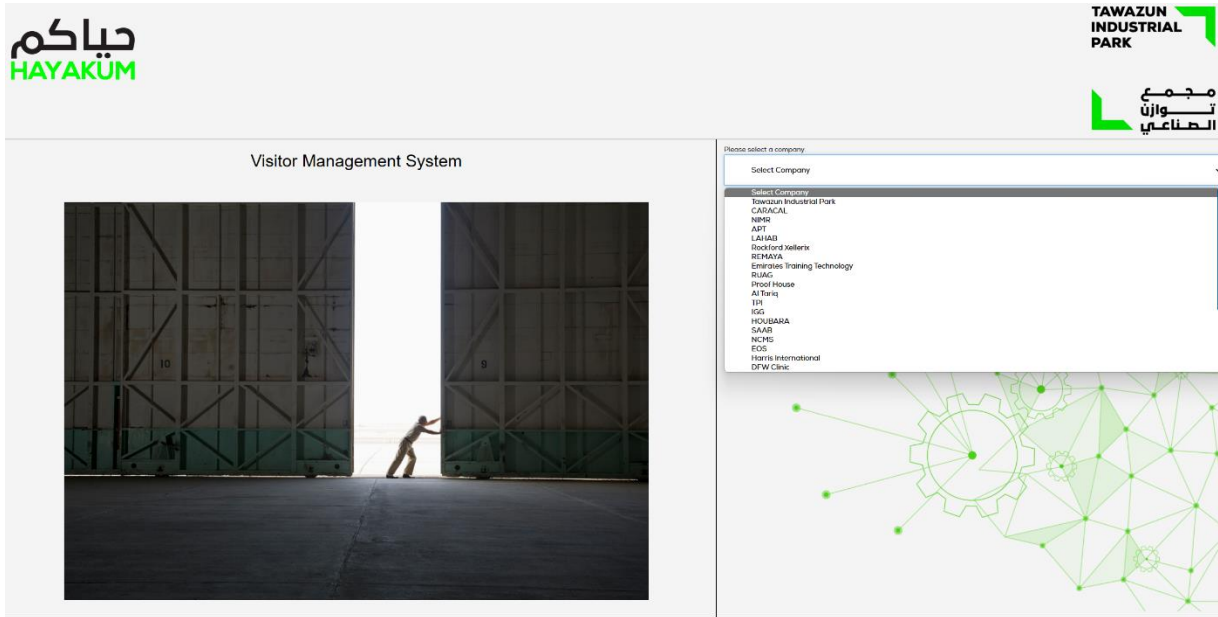 حياكم
HAYAKUM
TAWAZUN
INDUSTRIAL
PARK
مجمع
توازن
الصناعي
Visitor Management System
10
9
Please select a company
Select Company
Select Company
Tawazun Industrial Park
CARACAL
NIMR
APT
LAHAB
Rockford Xellerix
REMAYA
Emirates Training Technology
RUAG
Proof House
Al Tariq
TPI
IGG
HOUBARA
SAAB
NCMS
EOS
Harris International
DFW Clinic